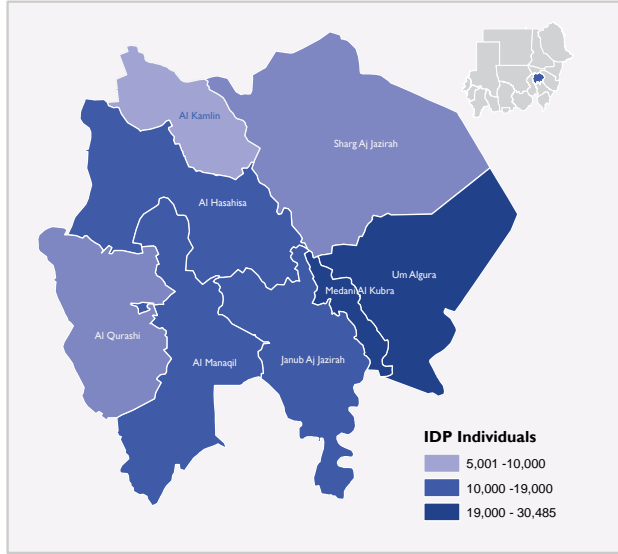 Al Kamlin
Sharg Aj Jazirah
Al Hasahisa
Um Algura
Medani Al Kubra
Al Qurashi
Al Manaqil
Janub Aj Jazirah
IDP Individuals
5,001 -10,000
10,000 -19,000
19,000 - 30,485